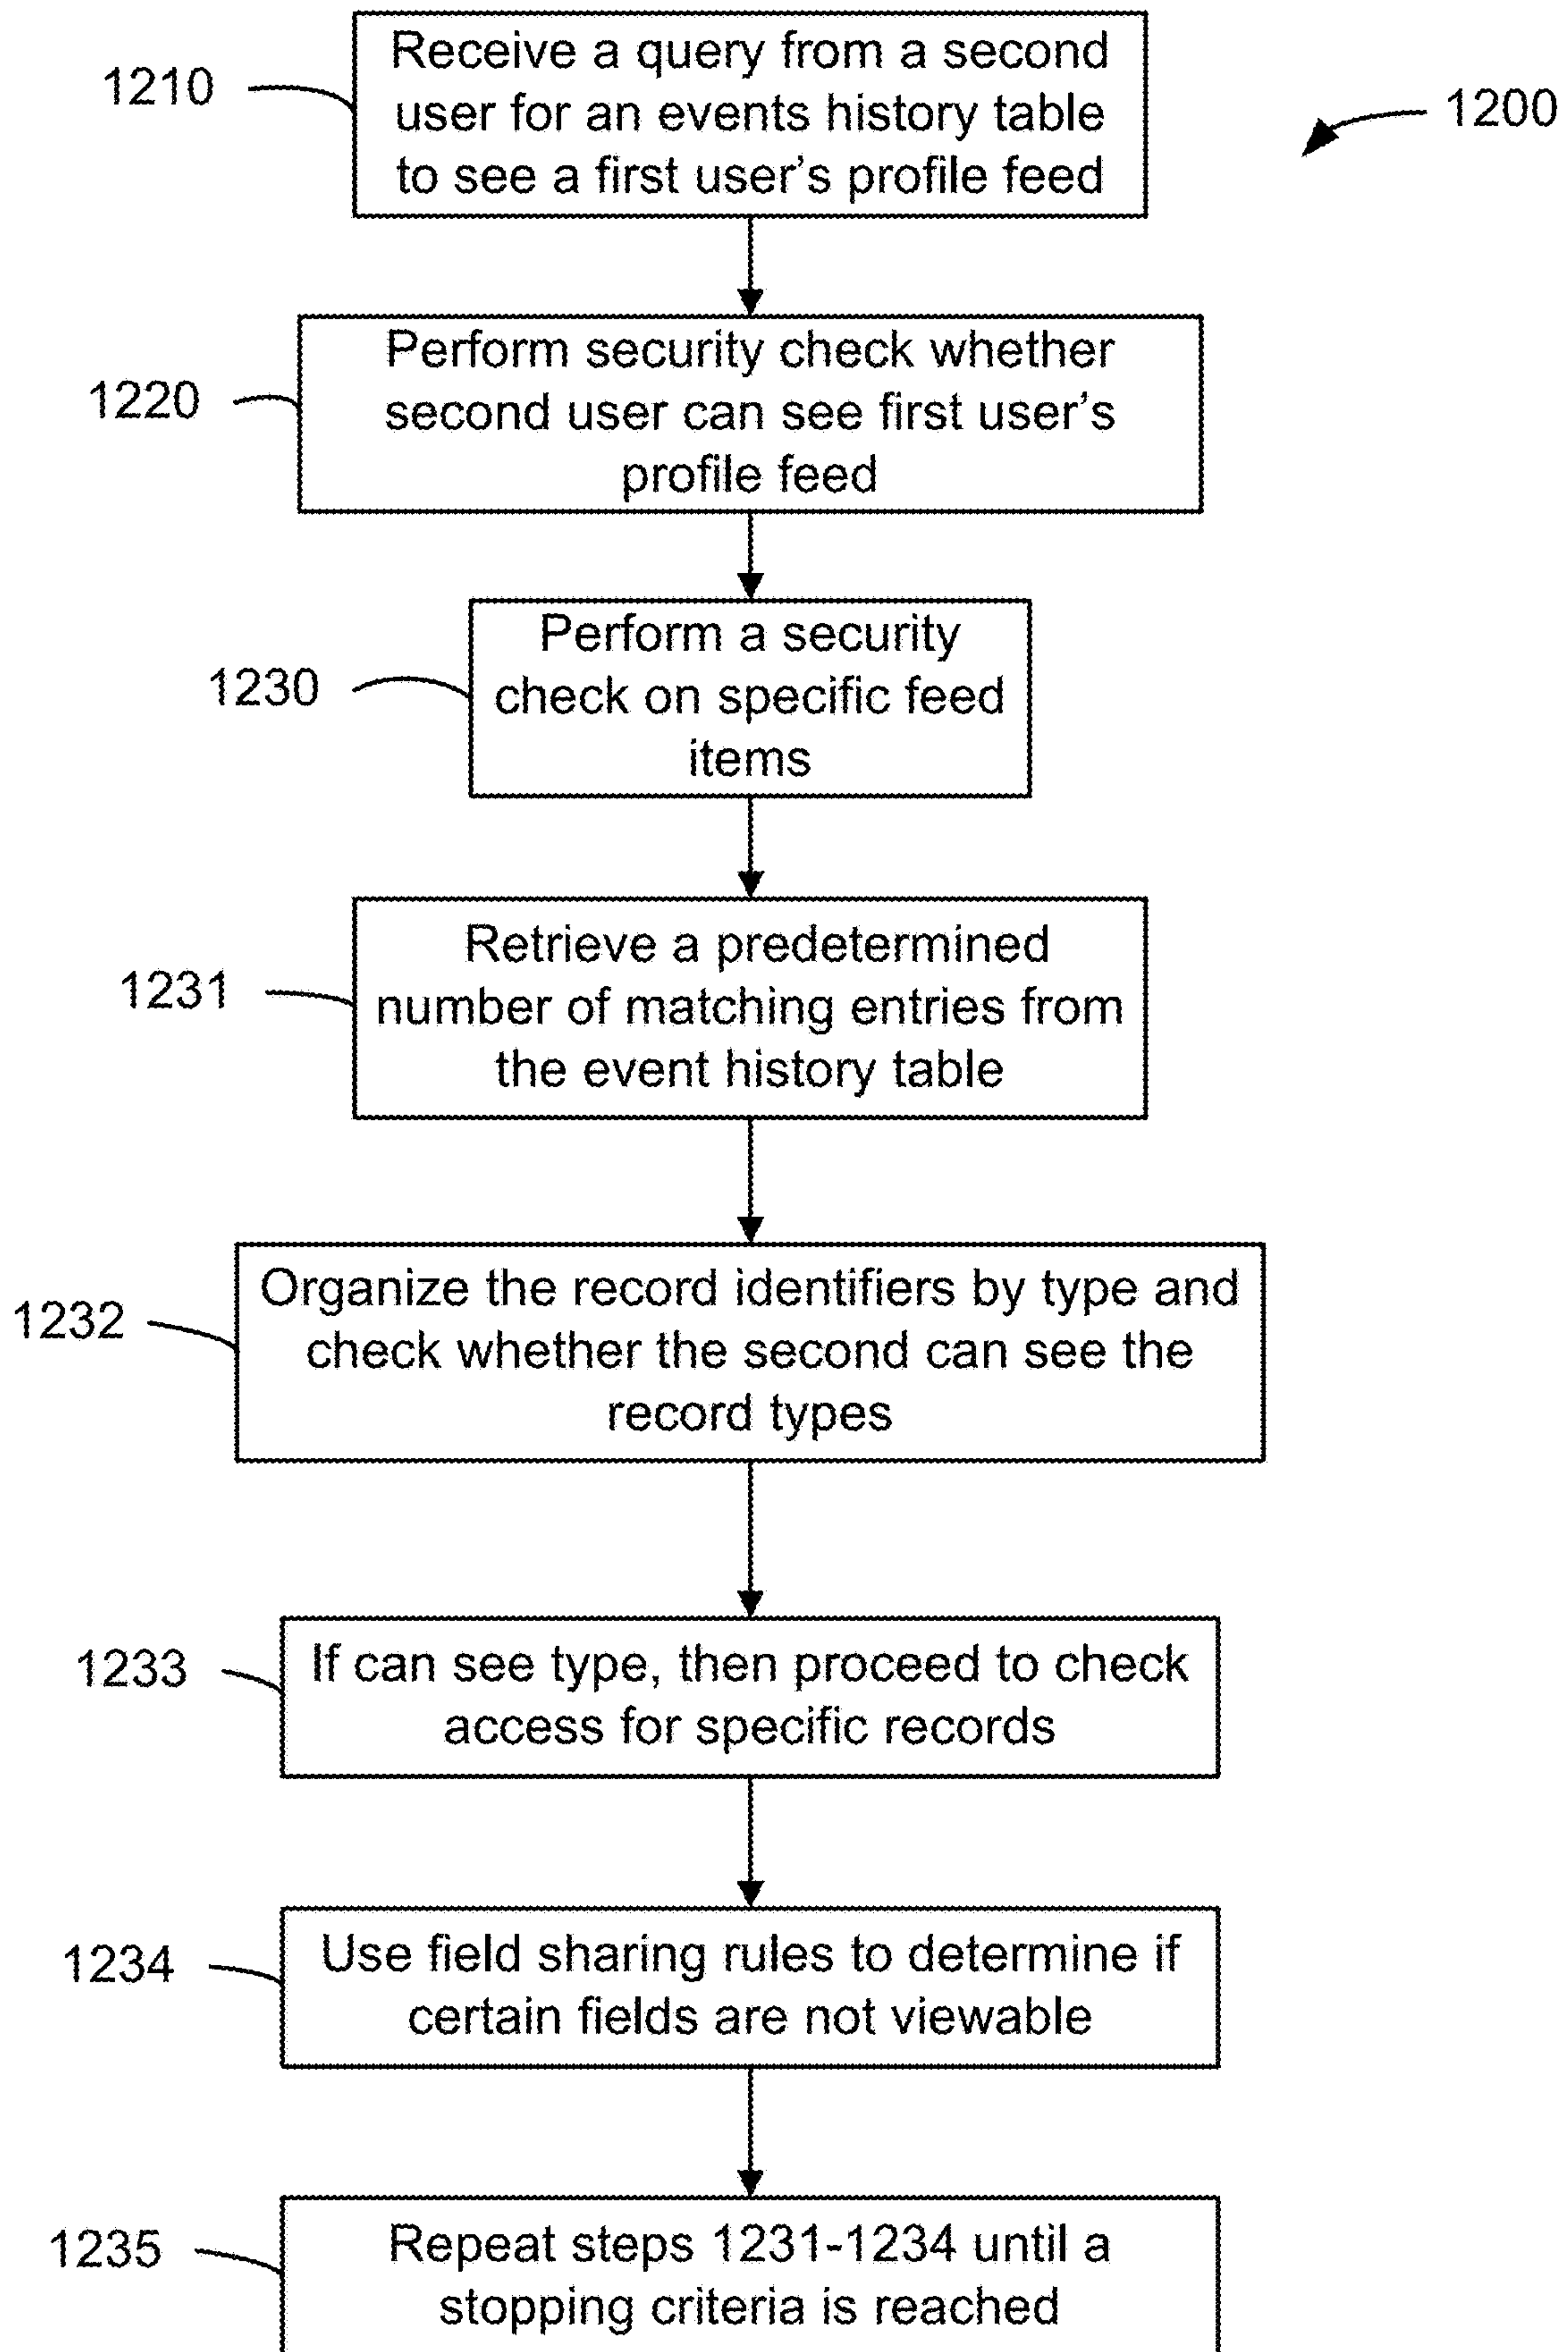 1200
1210
Receive a query from a second
user for an events history table
to see a first user's profile feed
1220
Perform security check whether
second user can see first user's
profile feed
1230
Perform a security
check on specific feed
items
1231
Retrieve a predetermined
number of matching entries from
the event history table
1232
Organize the record identifiers by type and
check whether the second can see the
record types
1233
If can see type, then proceed to check
access for specific records
1234
Use field sharing rules to determine if
certain fields are not viewable
1235
Repeat steps 1231-1234 until a
stopping criteria is reached